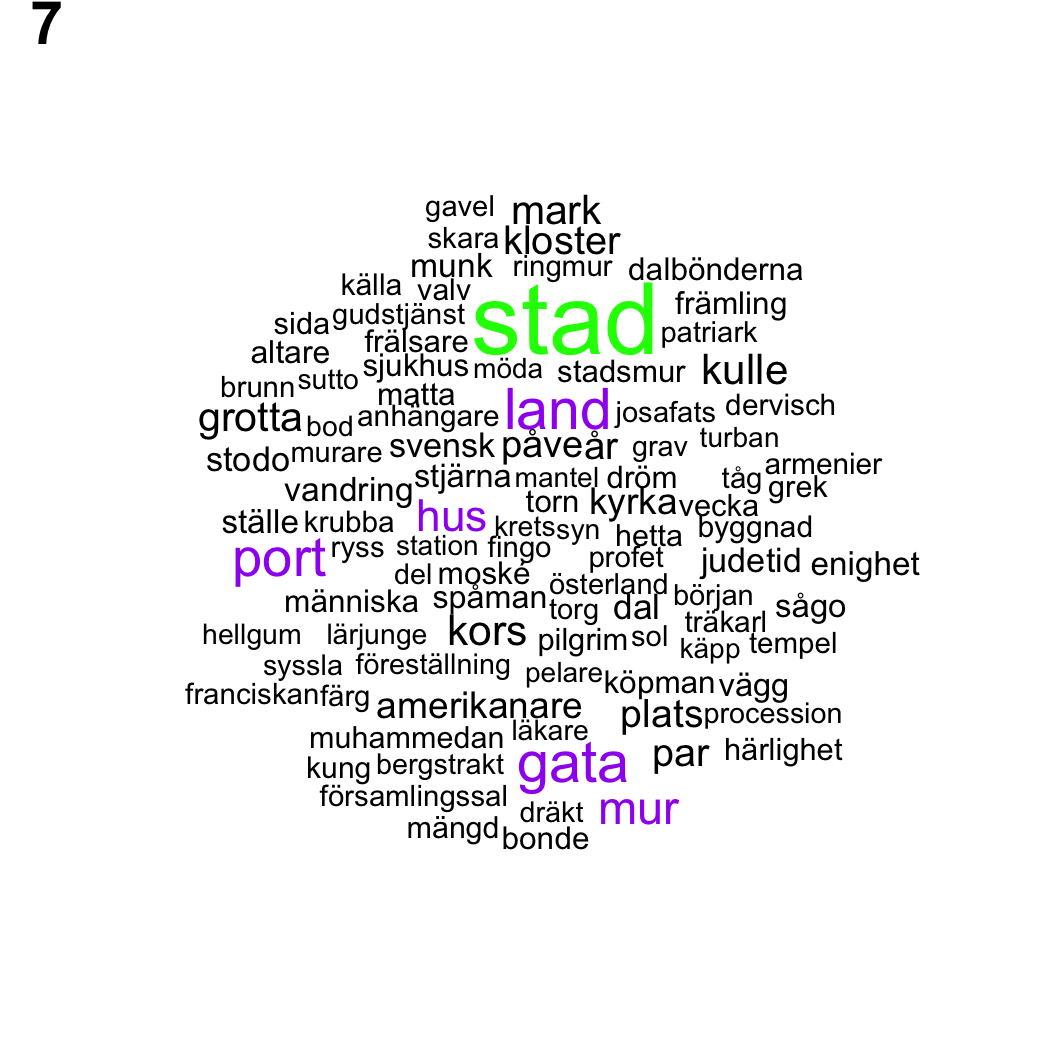 7
gavel mark
skara kloster
munk ringmur dalbönderna
källa valv stad främling
sida gudstjänst patriark
altare frälsare
sjukhus möda stadsmur kulle
brunn sutto matta land
grotta bod anhängare josafats dervisch
stodo murare svensk påve år grav turban
vandring stjärna mantel dröm tåg armenier
torn kyrka vecka grek
ställe krubba hus krets syn hetta byggnad
port ryss station fingo profet judetid enighet
del moské österland
människa spåman torg dal början sågo
hellgum lärjunge kors pilgrim sol träkarl
käpp tempel
syssla föreställning pelare köpman vägg
franciskan färg amerikanare plats procession
muhammedan läkare
kung bergstrakt gata par härlighet
församlingssal dräkt mur
mängd bonde